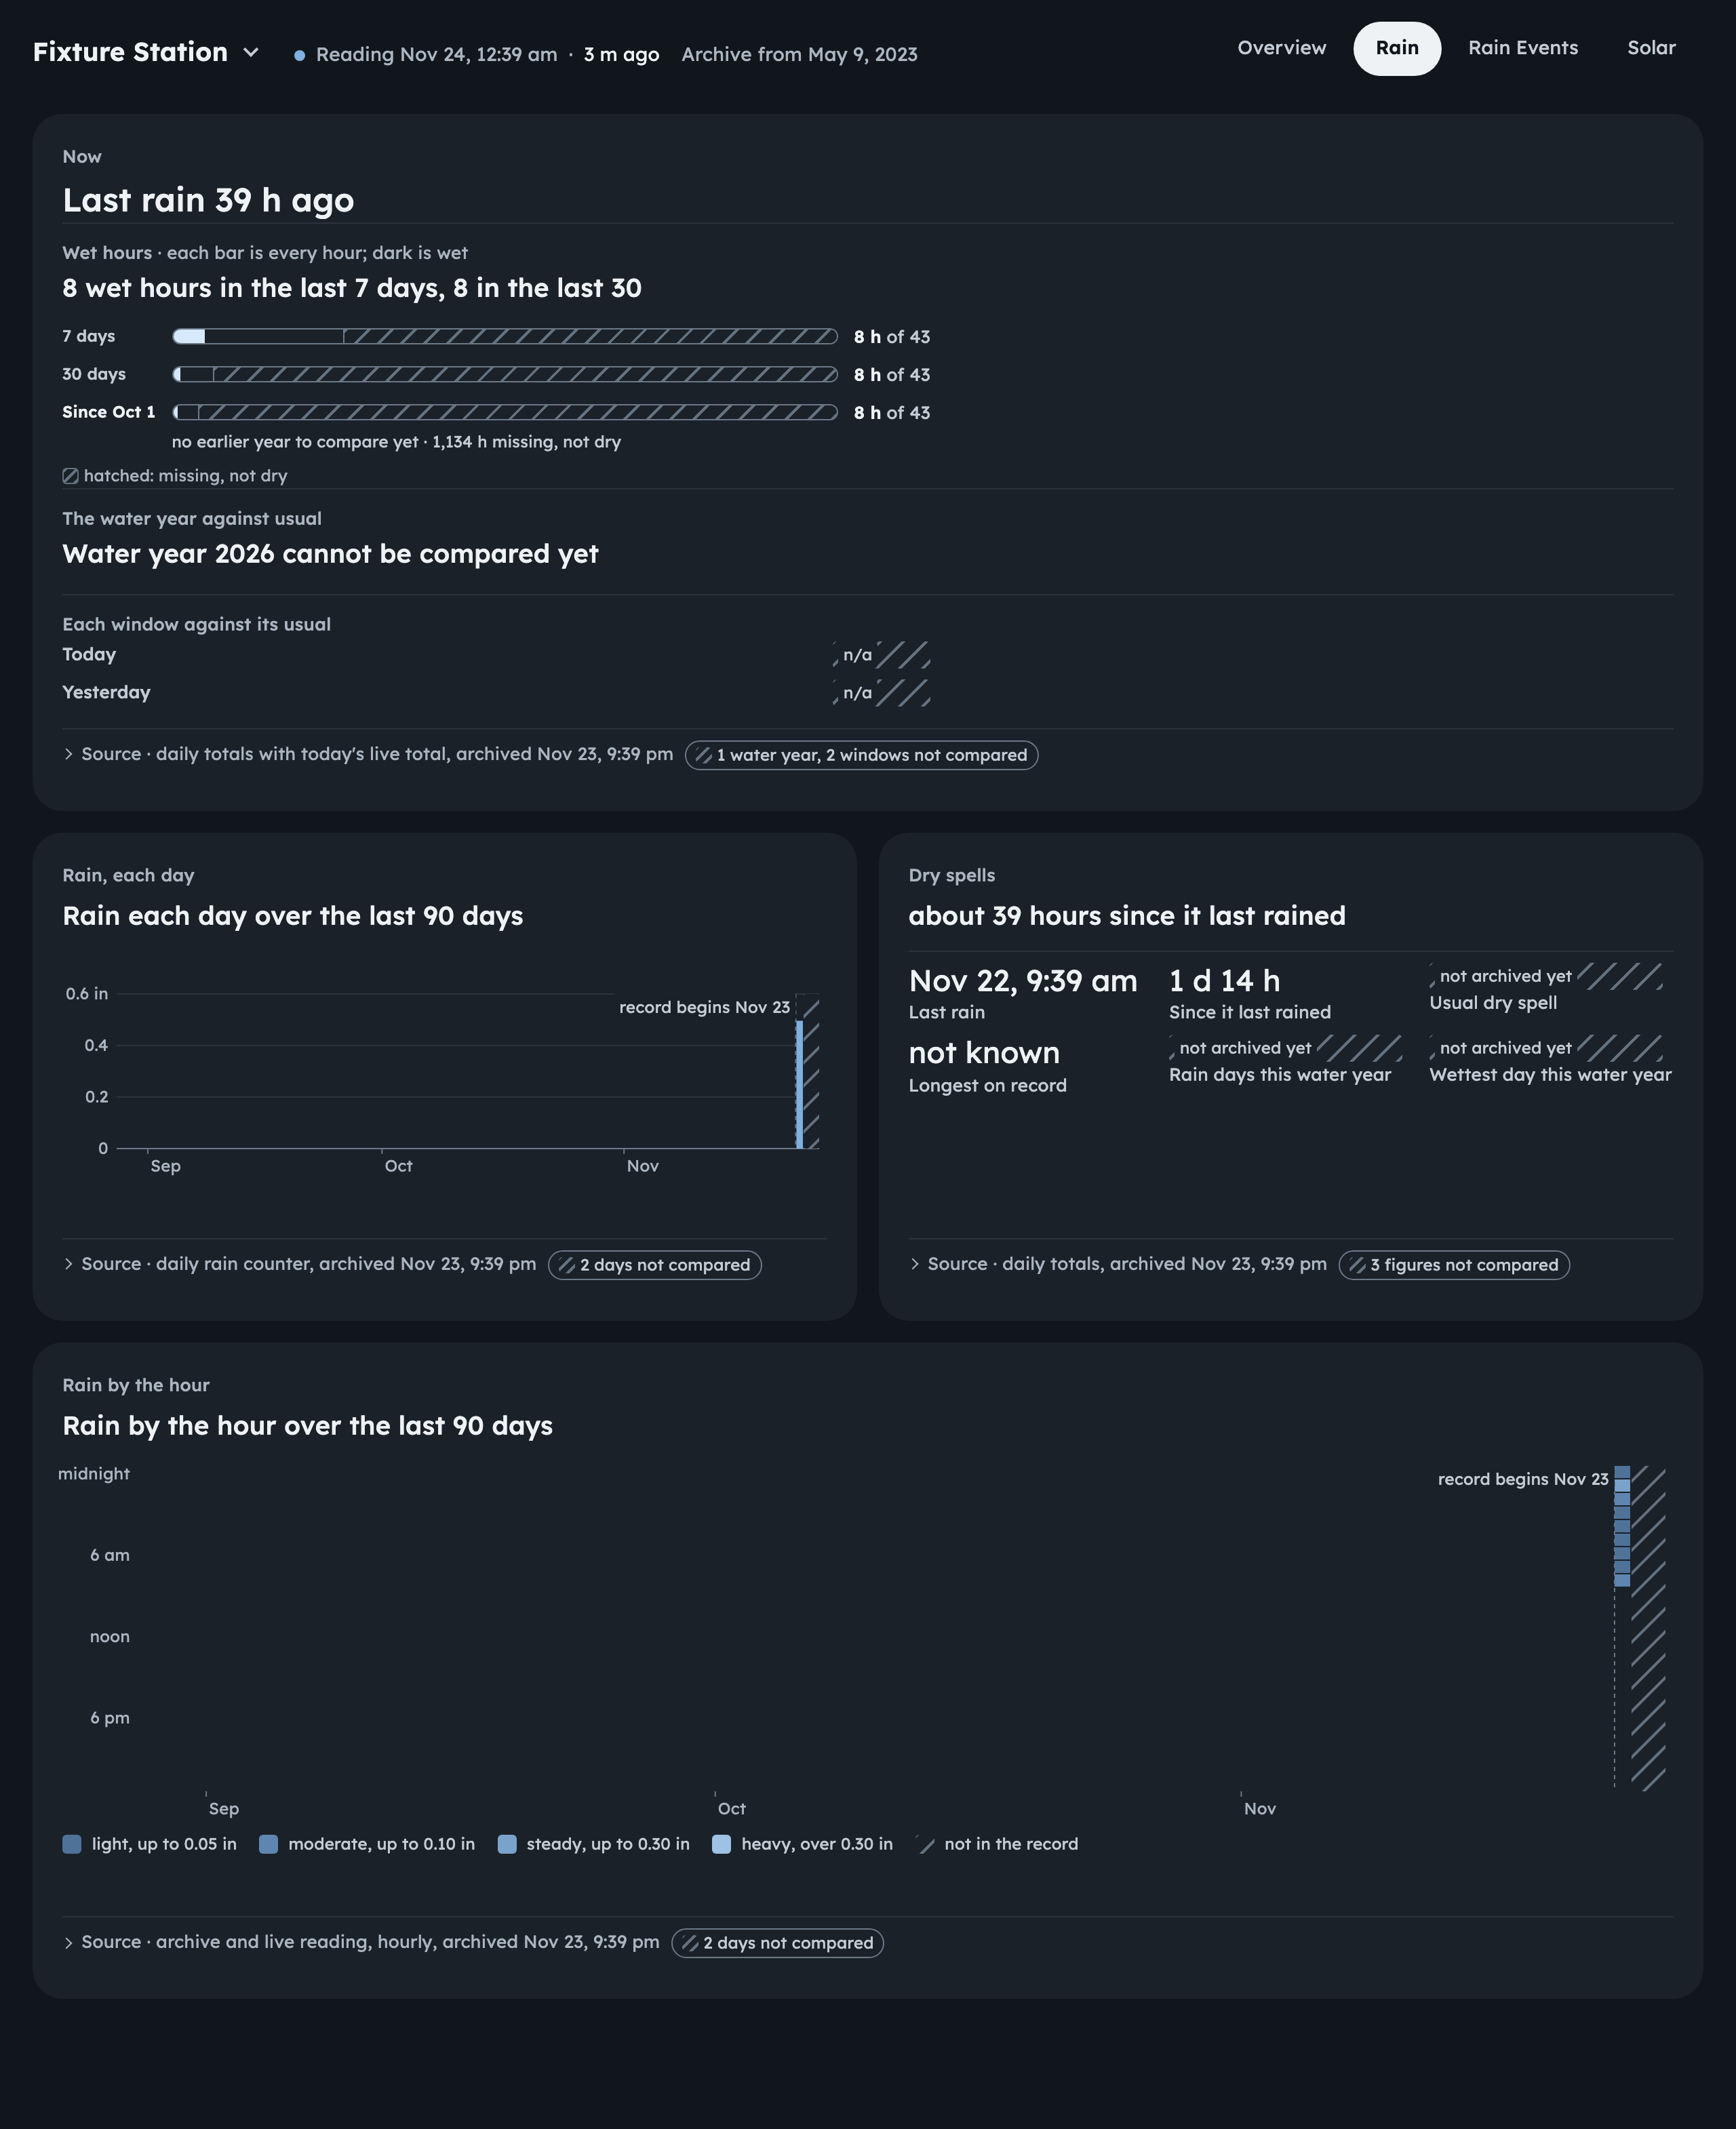 Fixture Station
Reading Nov 24, 12:39 am · 3 m ago Archive from May 9, 2023
Overview
Rain
Rain Events
Solar
Now
Last rain 39 h ago
Wet hours · each bar is every hour; dark is wet
8 wet hours in the last 7 days, 8 in the last 30
7 days 8 h of 43
30 days 8 h of 43
Since Oct 1 8 h of 43
no earlier year to compare yet · 1,134 h missing, not dry
hatched: missing, not dry
The water year against usual
Water year 2026 cannot be compared yet
Each window against its usual
Today n/a
Yesterday n/a
Source · daily totals with today's live total, archived Nov 23, 9:39 pm 1 water year, 2 windows not compared
Rain, each day
Rain each day over the last 90 days
0.6 in
record begins Nov 23
0.4
0.2
0
Sep Oct Nov
Source · daily rain counter, archived Nov 23, 9:39 pm 2 days not compared
Dry spells
about 39 hours since it last rained
Nov 22, 9:39 am
Last rain
1 d 14 h
Since it last rained
not archived yet
Usual dry spell
not known
Longest on record
not archived yet
Rain days this water year
not archived yet
Wettest day this water year
Source · daily totals, archived Nov 23, 9:39 pm 3 figures not compared
Rain by the hour
Rain by the hour over the last 90 days
midnight
record begins Nov 23
6 am
noon
6 pm
Sep Oct Nov
light, up to 0.05 in moderate, up to 0.10 in steady, up to 0.30 in heavy, over 0.30 in not in the record
Source · archive and live reading, hourly, archived Nov 23, 9:39 pm 2 days not compared